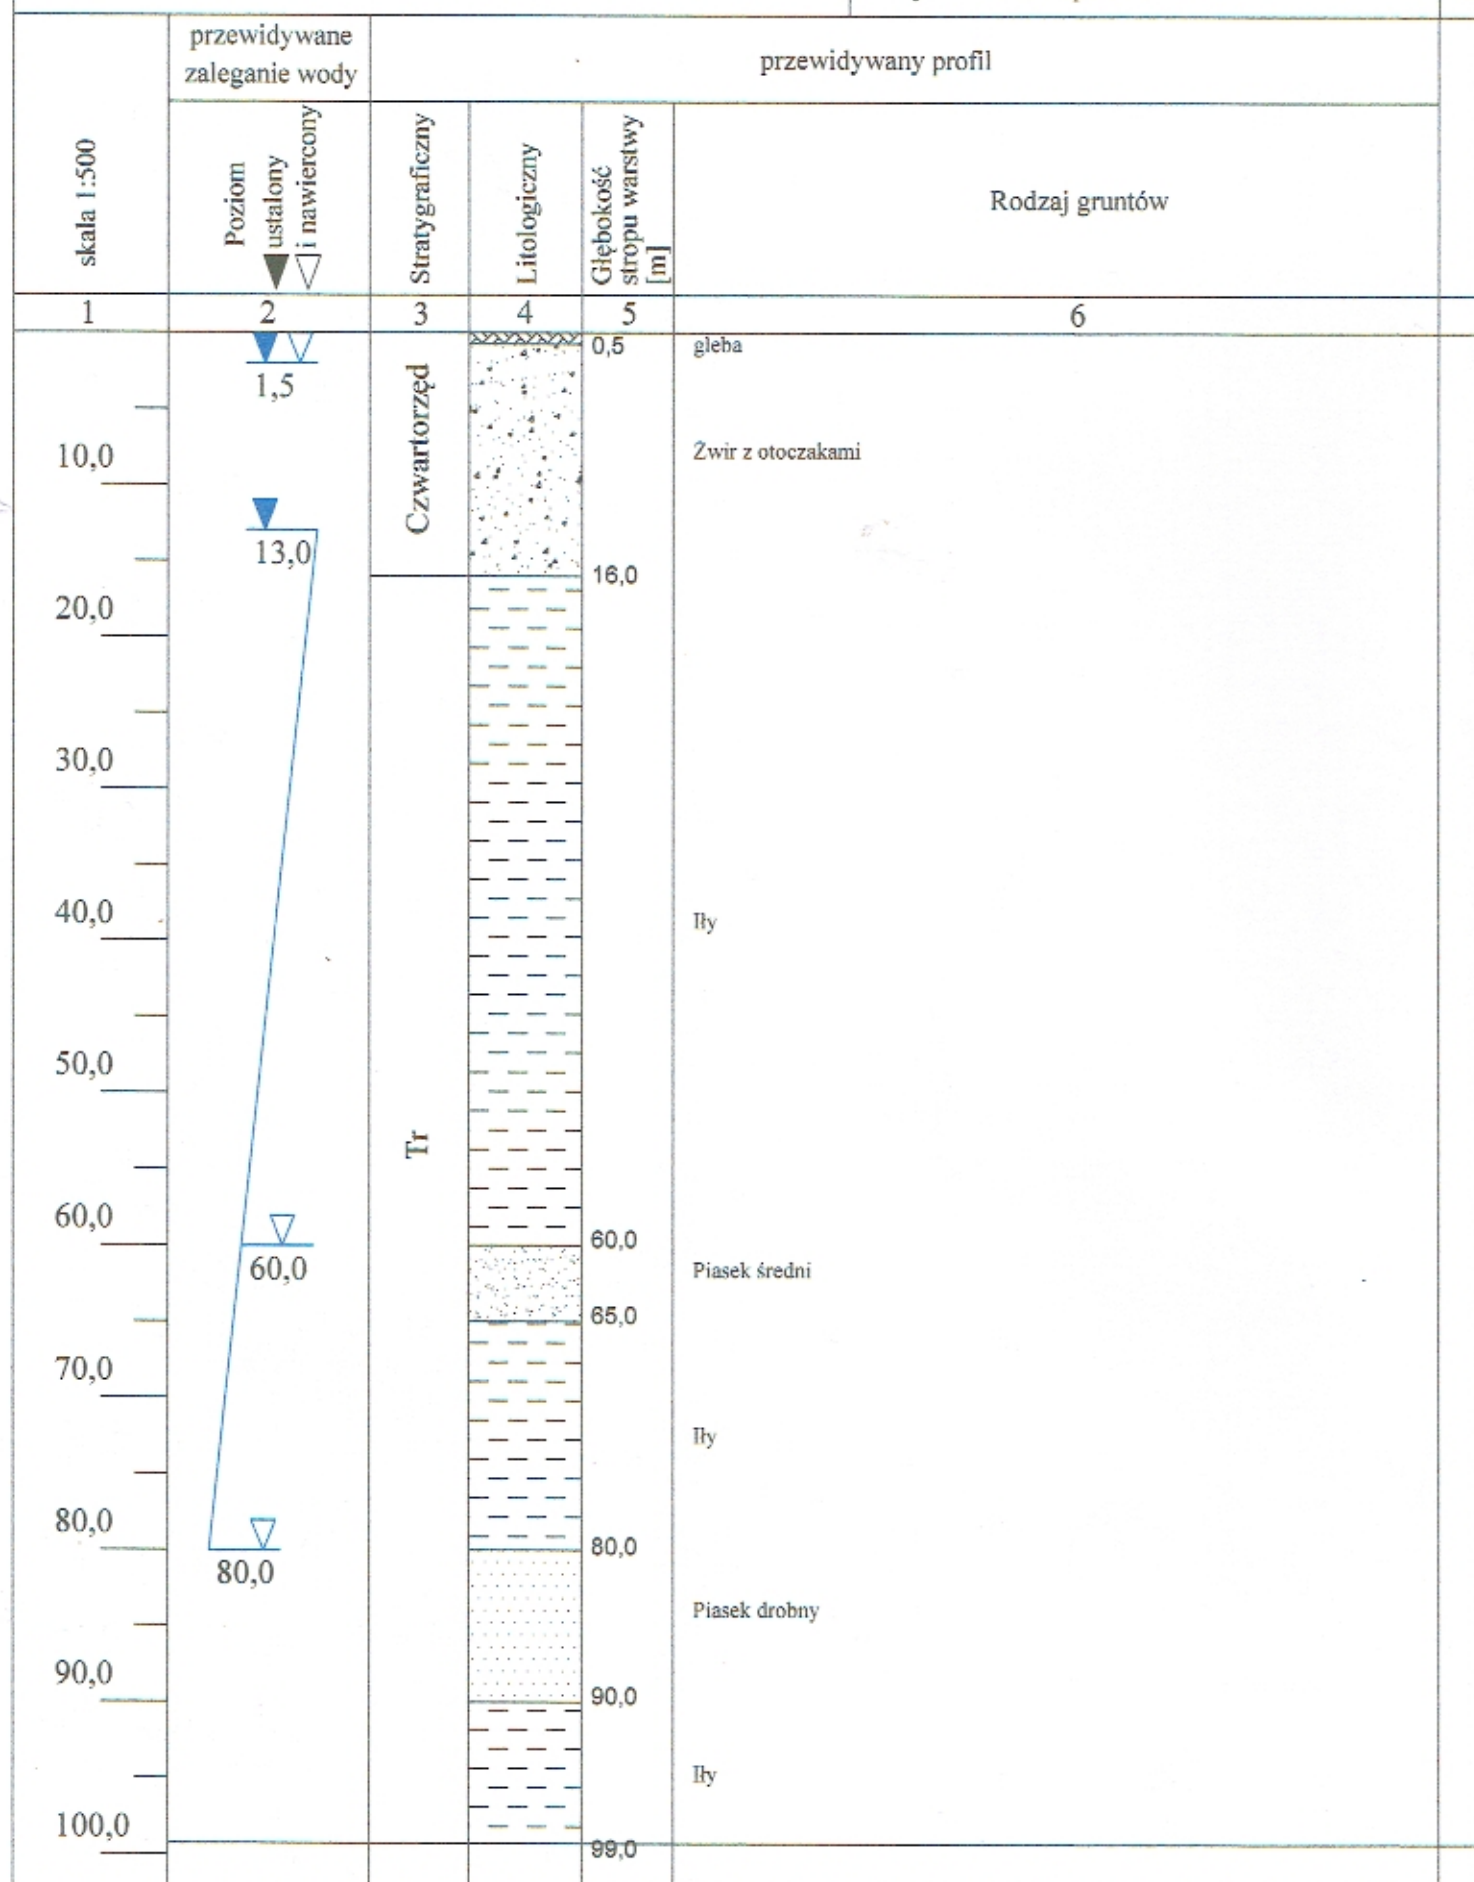 przewidywane
zaleganie wody
przewidywany profil
skala 1:500
Poziom
ustalony
i nawiercony
Stratygraficzny
Litologiczny
Głębokość
stropu warstwy
[m]
Rodzaj gruntów
1 2 3 4 5 6
0,5 gleba
1,5
Czwartorzęd
10,0 Żwir z otoczakami
13,0
16,0
20,0
30,0
40,0 Iły
50,0
Tr
60,0 60,0
60,0 Piasek średni
65,0
70,0
Iły
80,0 80,0
80,0
Piasek drobny
90,0 90,0
Iły
100,0 99,0